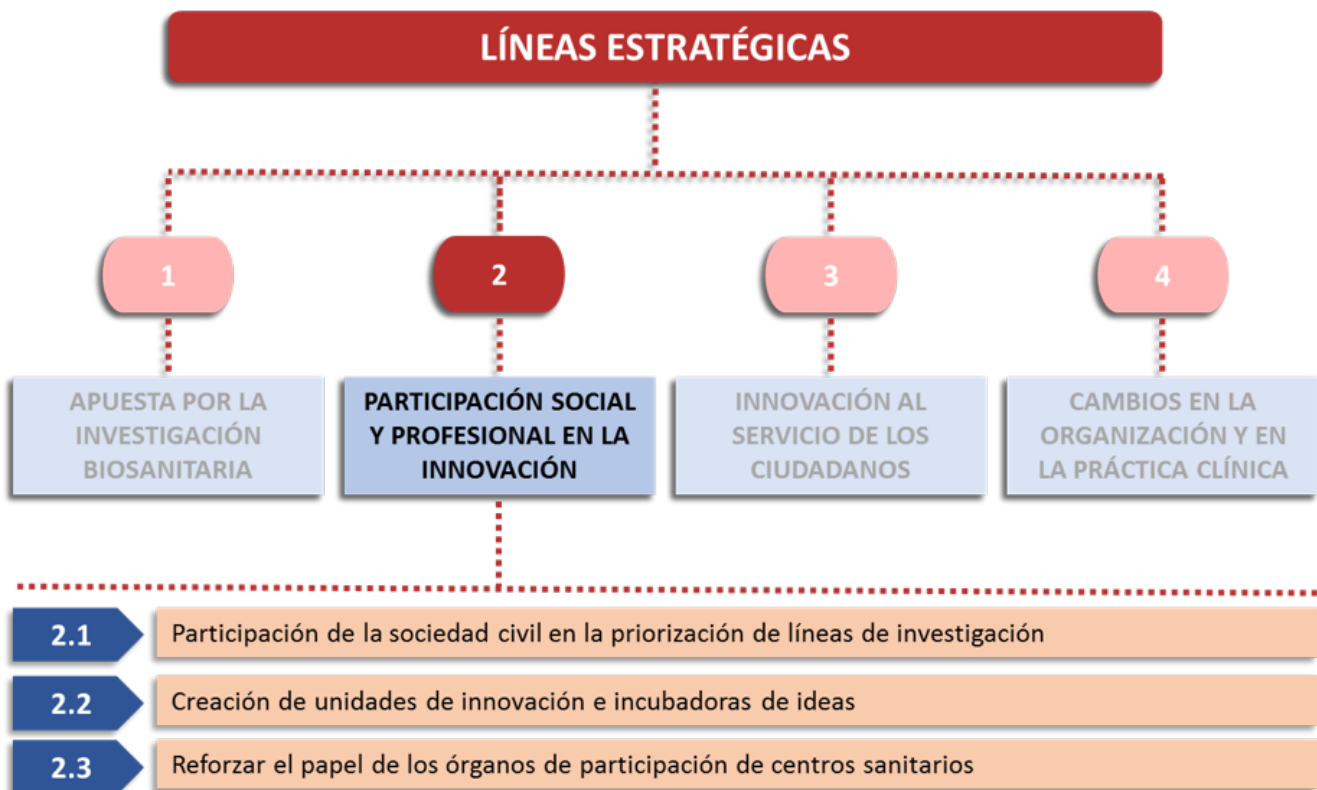 LÍNEAS ESTRATÉGICAS
1
2
3
4
APUESTA POR LA
INVESTIGACIÓN
BIOSANITARIA
PARTICIPACIÓN SOCIAL
Y PROFESIONAL EN LA
INNOVACIÓN
INNOVACIÓN AL
SERVICIO DE LOS
CIUDADANOS
CAMBIOS EN LA
ORGANIZACIÓN Y EN
LA PRÁCTICA CLÍNICA
2.1 Participación de la sociedad civil en la priorización de líneas de investigación
2.2 Creación de unidades de innovación e incubadoras de ideas
2.3 Reforzar el papel de los órganos de participación de centros sanitarios